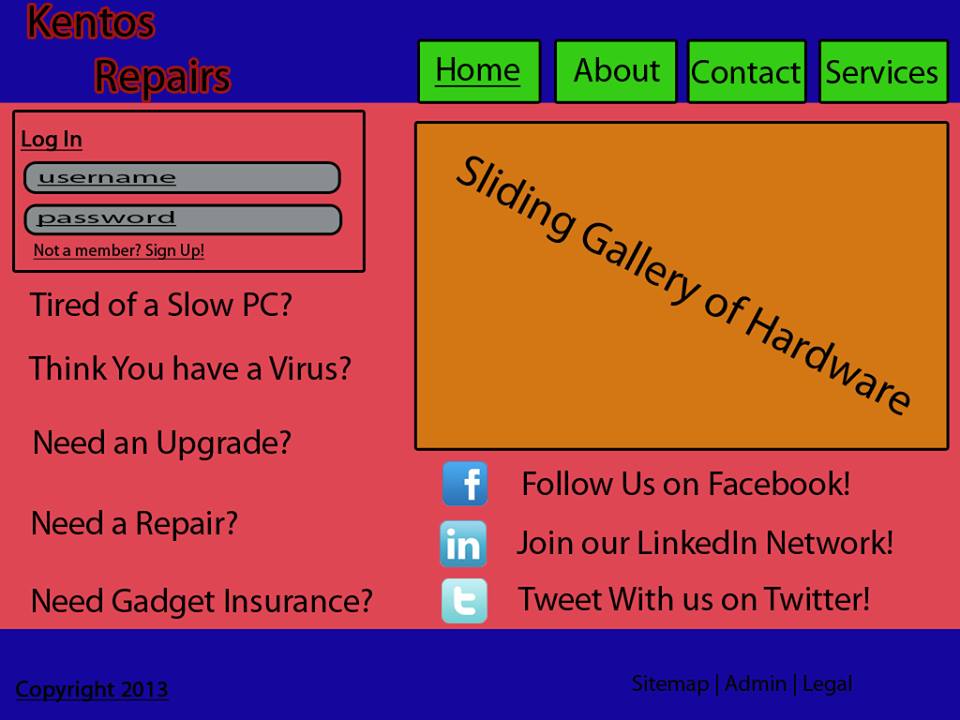 Kentos
Repairs
Home
About
Contact
Services
Log In
username
password
Not a member? Sign Up!
Tired of a Slow PC?
Think You have a Virus?
Need an Upgrade?
Need a Repair?
Need Gadget Insurance?
Sliding Gallery of Hardware
f
Follow Us on Facebook!
in
Join our LinkedIn Network!
t
Tweet With us on Twitter!
Copyright 2013
Sitemap | Admin | Legal